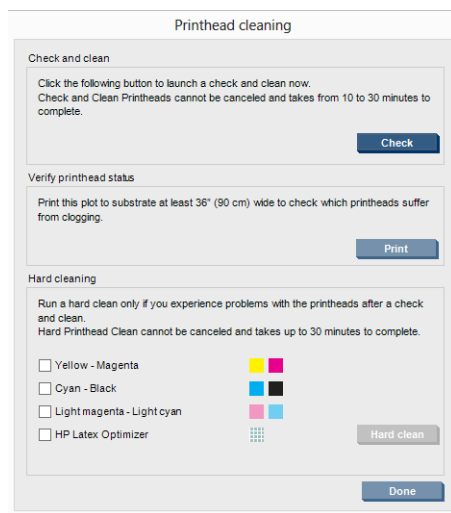 Printhead cleaning
Check and clean
Click the following button to launch a check and clean now.
Check and Clean Printheads cannot be canceled and takes from 10 to 30 minutes to
complete.
Check
Verify printhead status
Print this plot to substrate at least 36" (90 cm) wide to check which printheads suffer
from clogging.
Print
Hard cleaning
Run a hard clean only if you experience problems with the printheads after a check
and clean.
Hard Printhead Clean cannot be canceled and takes up to 30 minutes to complete.
Yellow - Magenta
Cyan - Black
Light magenta - Light cyan
HP Latex Optimizer
Hard clean
Done